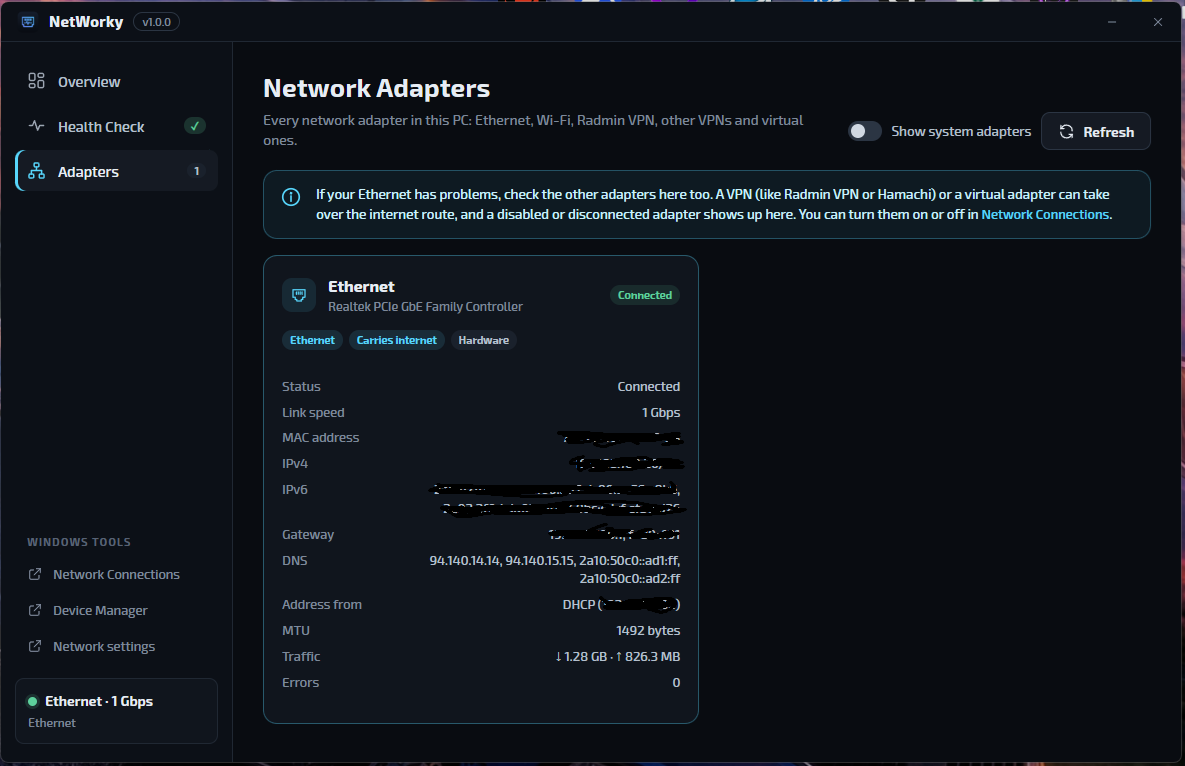 NetWorky v1.0.0
Overview
Health Check
Adapters 1
WINDOWS TOOLS
Network Connections
Device Manager
Network settings
Ethernet · 1 Gbps
Ethernet
Network Adapters
Every network adapter in this PC: Ethernet, Wi-Fi, Radmin VPN, other VPNs and virtual
ones.
Show system adapters
Refresh
If your Ethernet has problems, check the other adapters here too. A VPN (like Radmin VPN or Hamachi) or a virtual adapter can take
over the internet route, and a disabled or disconnected adapter shows up here. You can turn them on or off in Network Connections.
Ethernet
Realtek PCIe GbE Family Controller
Connected
Ethernet Carries internet Hardware
Status Connected
Link speed 1 Gbps
MAC address
IPv4
IPv6
Gateway
DNS 94.140.14.14, 94.140.15.15, 2a10:50c0::ad1:ff,
2a10:50c0::ad2:ff
Address from DHCP (
MTU 1492 bytes
Traffic ↓ 1.28 GB · ↑ 826.3 MB
Errors 0